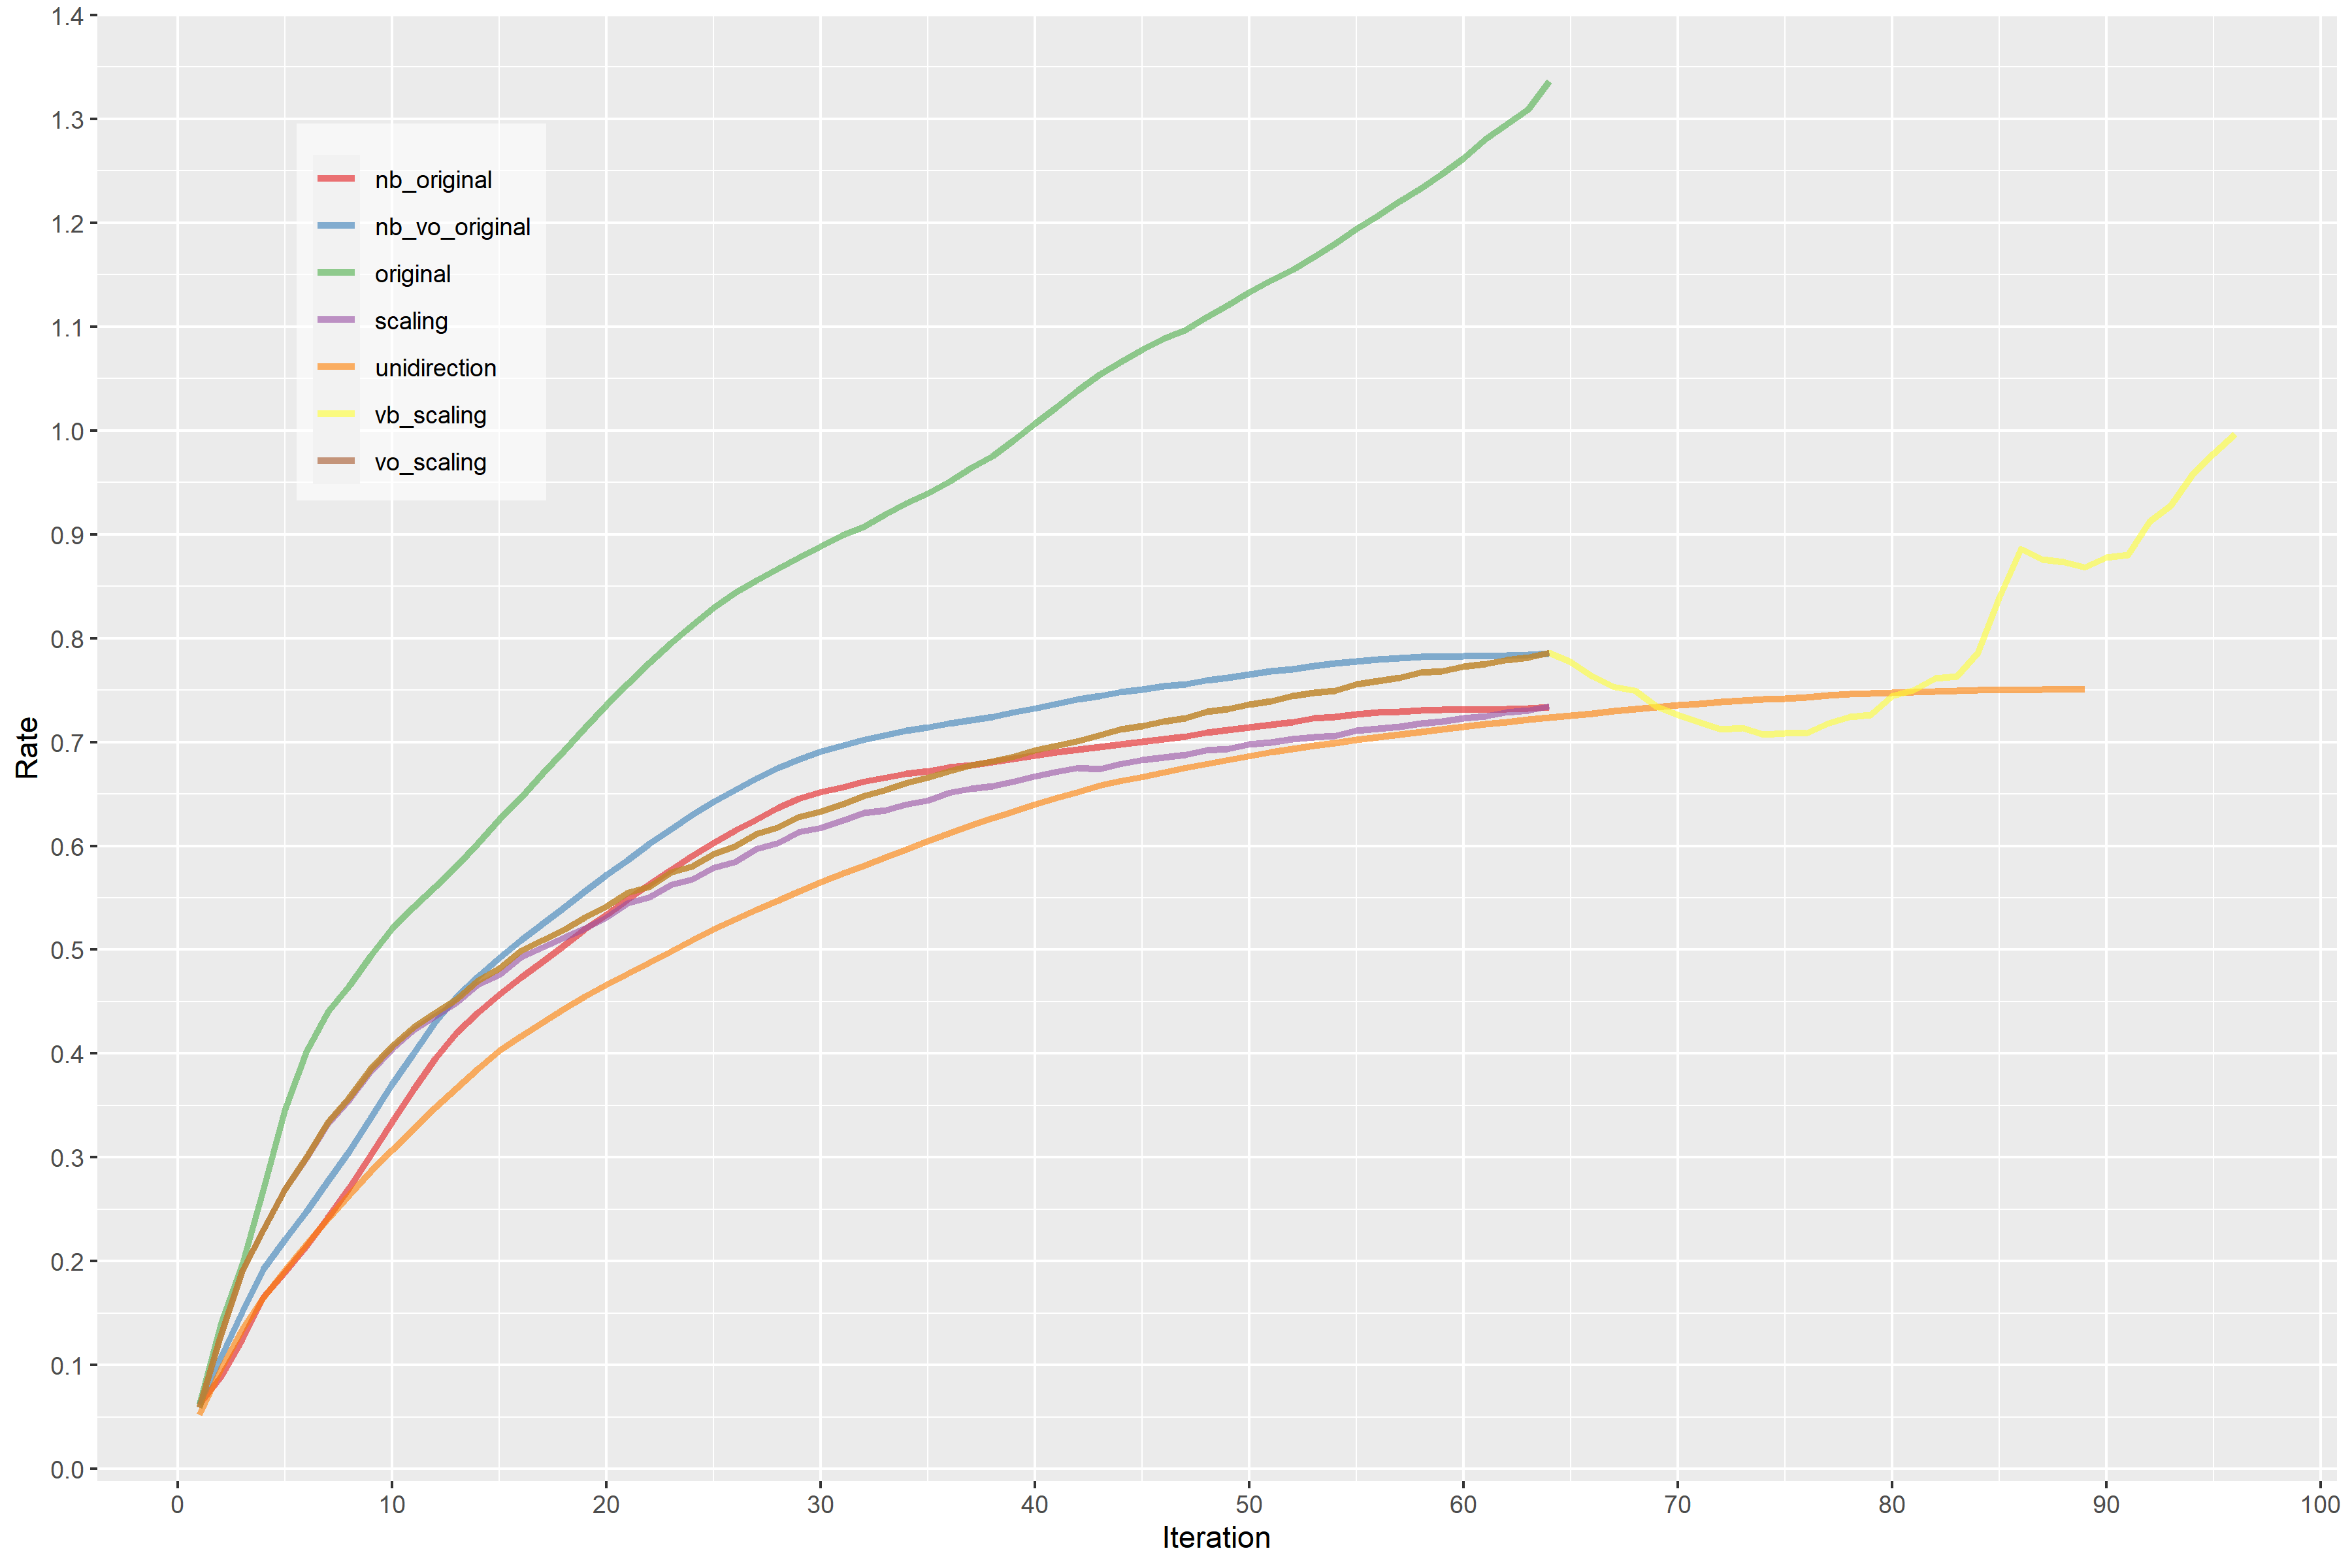 1.4
1.3
1.2
1.1
1.0
0.9
0.8
0.7
0.6
0.5
0.4
0.3
0.2
0.1
0.0
Rate
nb_original
nb_vo_original
original
scaling
unidirection
vb_scaling
vo_scaling
0 10 20 30 40 50 60 70 80 90 100
Iteration